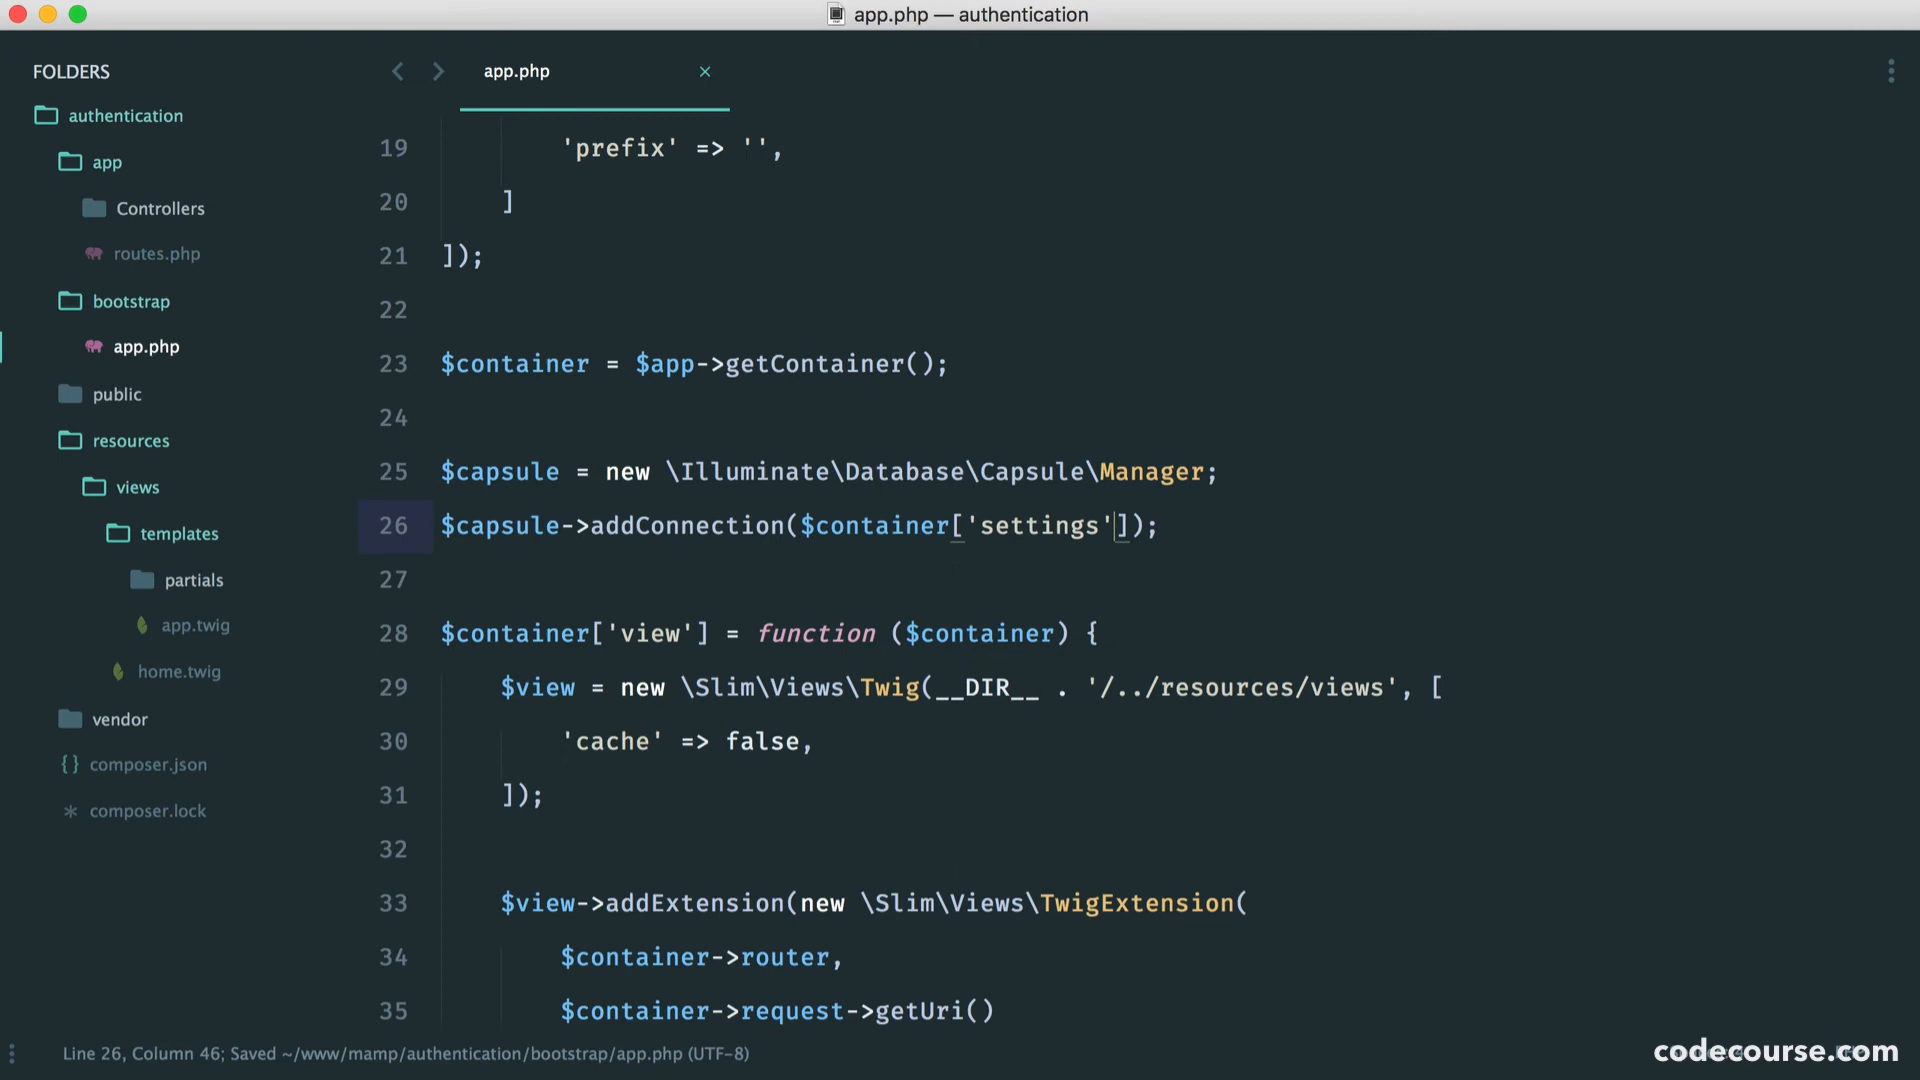 app.php — authentication
FOLDERS
authentication
app
Controllers
routes.php
bootstrap
app.php
public
resources
views
templates
partials
app.twig
home.twig
vendor
{} composer.json
* composer.lock
app.php ×
19 'prefix' => '',
20 ]
21 ]);
22
23 $container = $app->getContainer();
24
25 $capsule = new \Illuminate\Database\Capsule\Manager;
26 $capsule->addConnection($container['settings']);
27
28 $container['view'] = function ($container) {
29 $view = new \Slim\Views\Twig(__DIR__ . '/../resources/views', [
30 'cache' => false,
31 ]);
32
33 $view->addExtension(new \Slim\Views\TwigExtension(
34 $container->router,
35 $container->request->getUri()
Line 26, Column 46; Saved ~/www/mamp/authentication/bootstrap/app.php (UTF-8)
codecourse.com